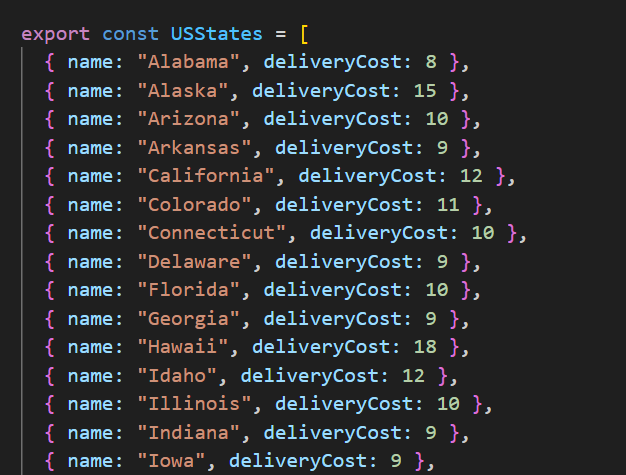 export const USStates = [
{ name: "Alabama", deliveryCost: 8 },
{ name: "Alaska", deliveryCost: 15 },
{ name: "Arizona", deliveryCost: 10 },
{ name: "Arkansas", deliveryCost: 9 },
{ name: "California", deliveryCost: 12 },
{ name: "Colorado", deliveryCost: 11 },
{ name: "Connecticut", deliveryCost: 10 },
{ name: "Delaware", deliveryCost: 9 },
{ name: "Florida", deliveryCost: 10 },
{ name: "Georgia", deliveryCost: 9 },
{ name: "Hawaii", deliveryCost: 18 },
{ name: "Idaho", deliveryCost: 12 },
{ name: "Illinois", deliveryCost: 10 },
{ name: "Indiana", deliveryCost: 9 },
{ name: "Iowa", deliveryCost: 9 },